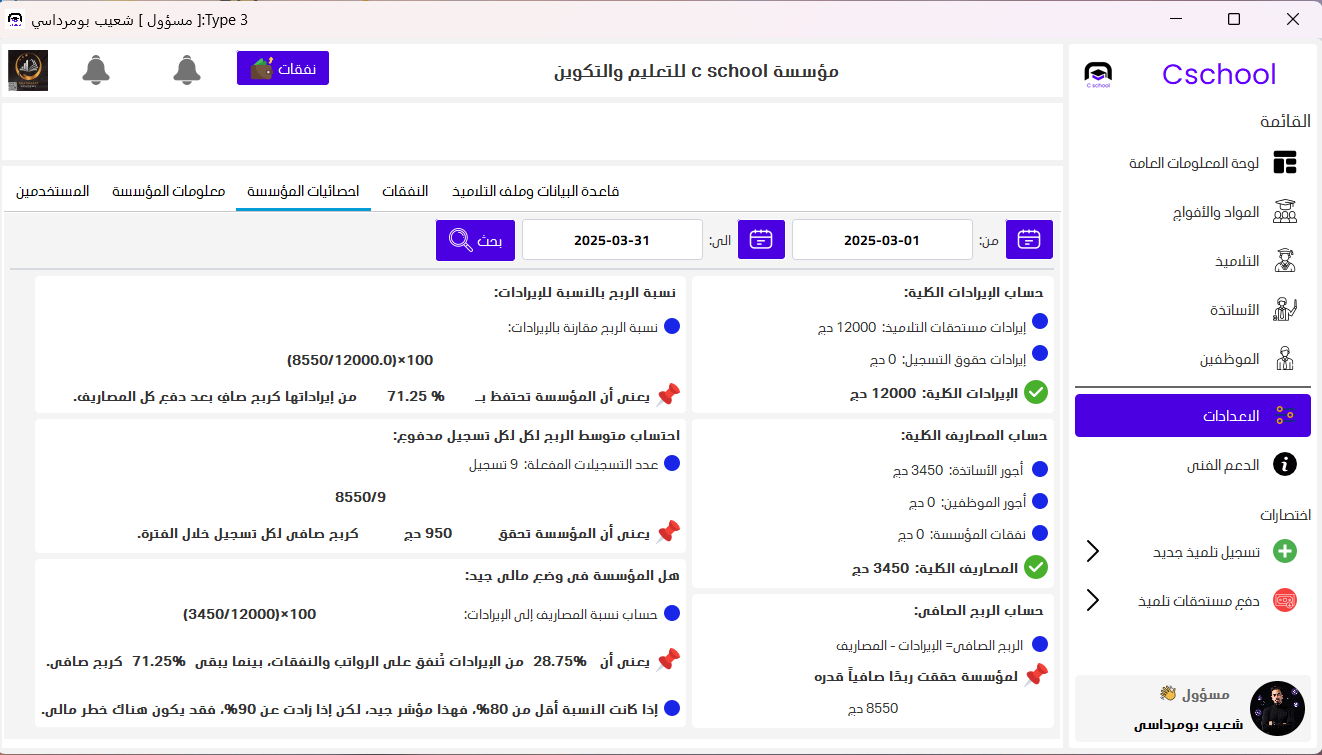 Type 3:[ مسؤول ] شعيب بومرداسي
Cschool
C school
مؤسسة c school للتعليم والتكوين
نفقات
القائمة
لوحة المعلومات العامة
المواد والأفواج
التلاميذ
الأساتذة
الموظفين
الاعدادات
الدعم الفني
اختصارات
تسجيل تلميذ جديد
دفع مستحقات تلميذ
مسؤول
شعيب بومرداسي
قاعدة البيانات وملف التلاميذ
النفقات
احصائيات المؤسسة
معلومات المؤسسة
المستخدمين
من: 2025-03-01 الى: 2025-03-31 بحث
حساب الإيرادات الكلية:
إيرادات مستحقات التلاميذ: 12000 دج
إيرادات حقوق التسجيل: 0 دج
الإيرادات الكلية: 12000 دج
حساب المصاريف الكلية:
أجور الأساتذة: 3450 دج
أجور الموظفين: 0 دج
نفقات المؤسسة: 0 دج
المصاريف الكلية: 3450 دج
حساب الربح الصافي:
الربح الصافي= الإيرادات - المصاريف
لمؤسسة حققت ربحًا صافياً قدره
8550 دج
نسبة الربح بالنسبة للإيرادات:
نسبة الربح مقارنة بالإيرادات:
(8550/12000.0)×100
يعني أن المؤسسة تحتفظ بـ 71.25 % من إيراداتها كربح صافٍ بعد دفع كل المصاريف.
احتساب متوسط الربح لكل لكل تسجيل مدفوع:
عدد التسجيلات المفعلة: 9 تسجيل
8550/9
يعني أن المؤسسة تحقق 950 دج كربح صافي لكل تسجيل خلال الفترة.
هل المؤسسة في وضع مالي جيد:
حساب نسبة المصاريف إلى الإيرادات: (3450/12000)×100
يعني أن 28.75% من الإيرادات تُنفق على الرواتب والنفقات، بينما يبقى 71.25% كربح صافي.
إذا كانت النسبة أقل من 80%، فهذا مؤشر جيد، لكن إذا زادت عن 90%، فقد يكون هناك خطر مالي.